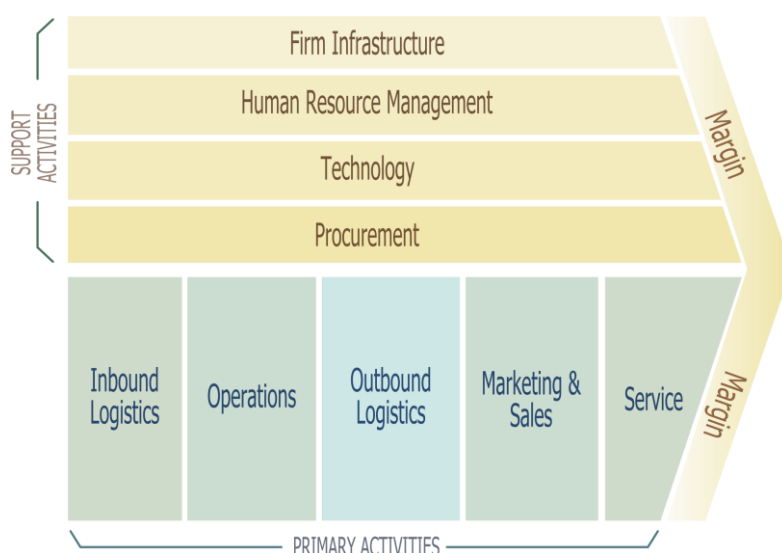 Firm Infrastructure
Human Resource Management
Technology
Procurement
SUPPORT
ACTIVITIES
Margin
Inbound
Logistics
Operations
Outbound
Logistics
Marketing &
Sales
Service
Margin
PRIMARY ACTIVITIES